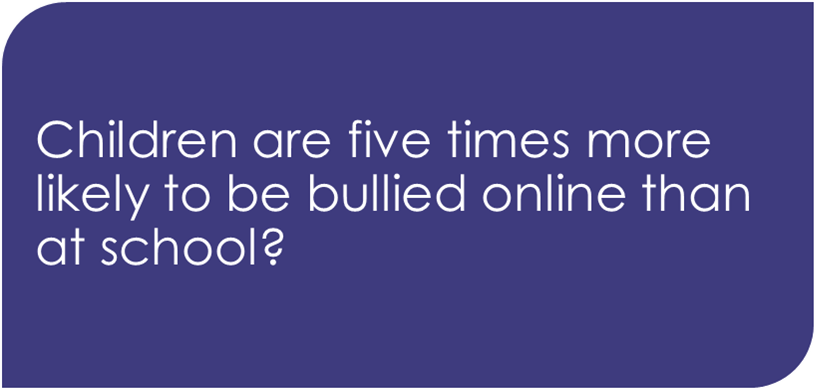 Children are five times more
likely to be bullied online than
at school?